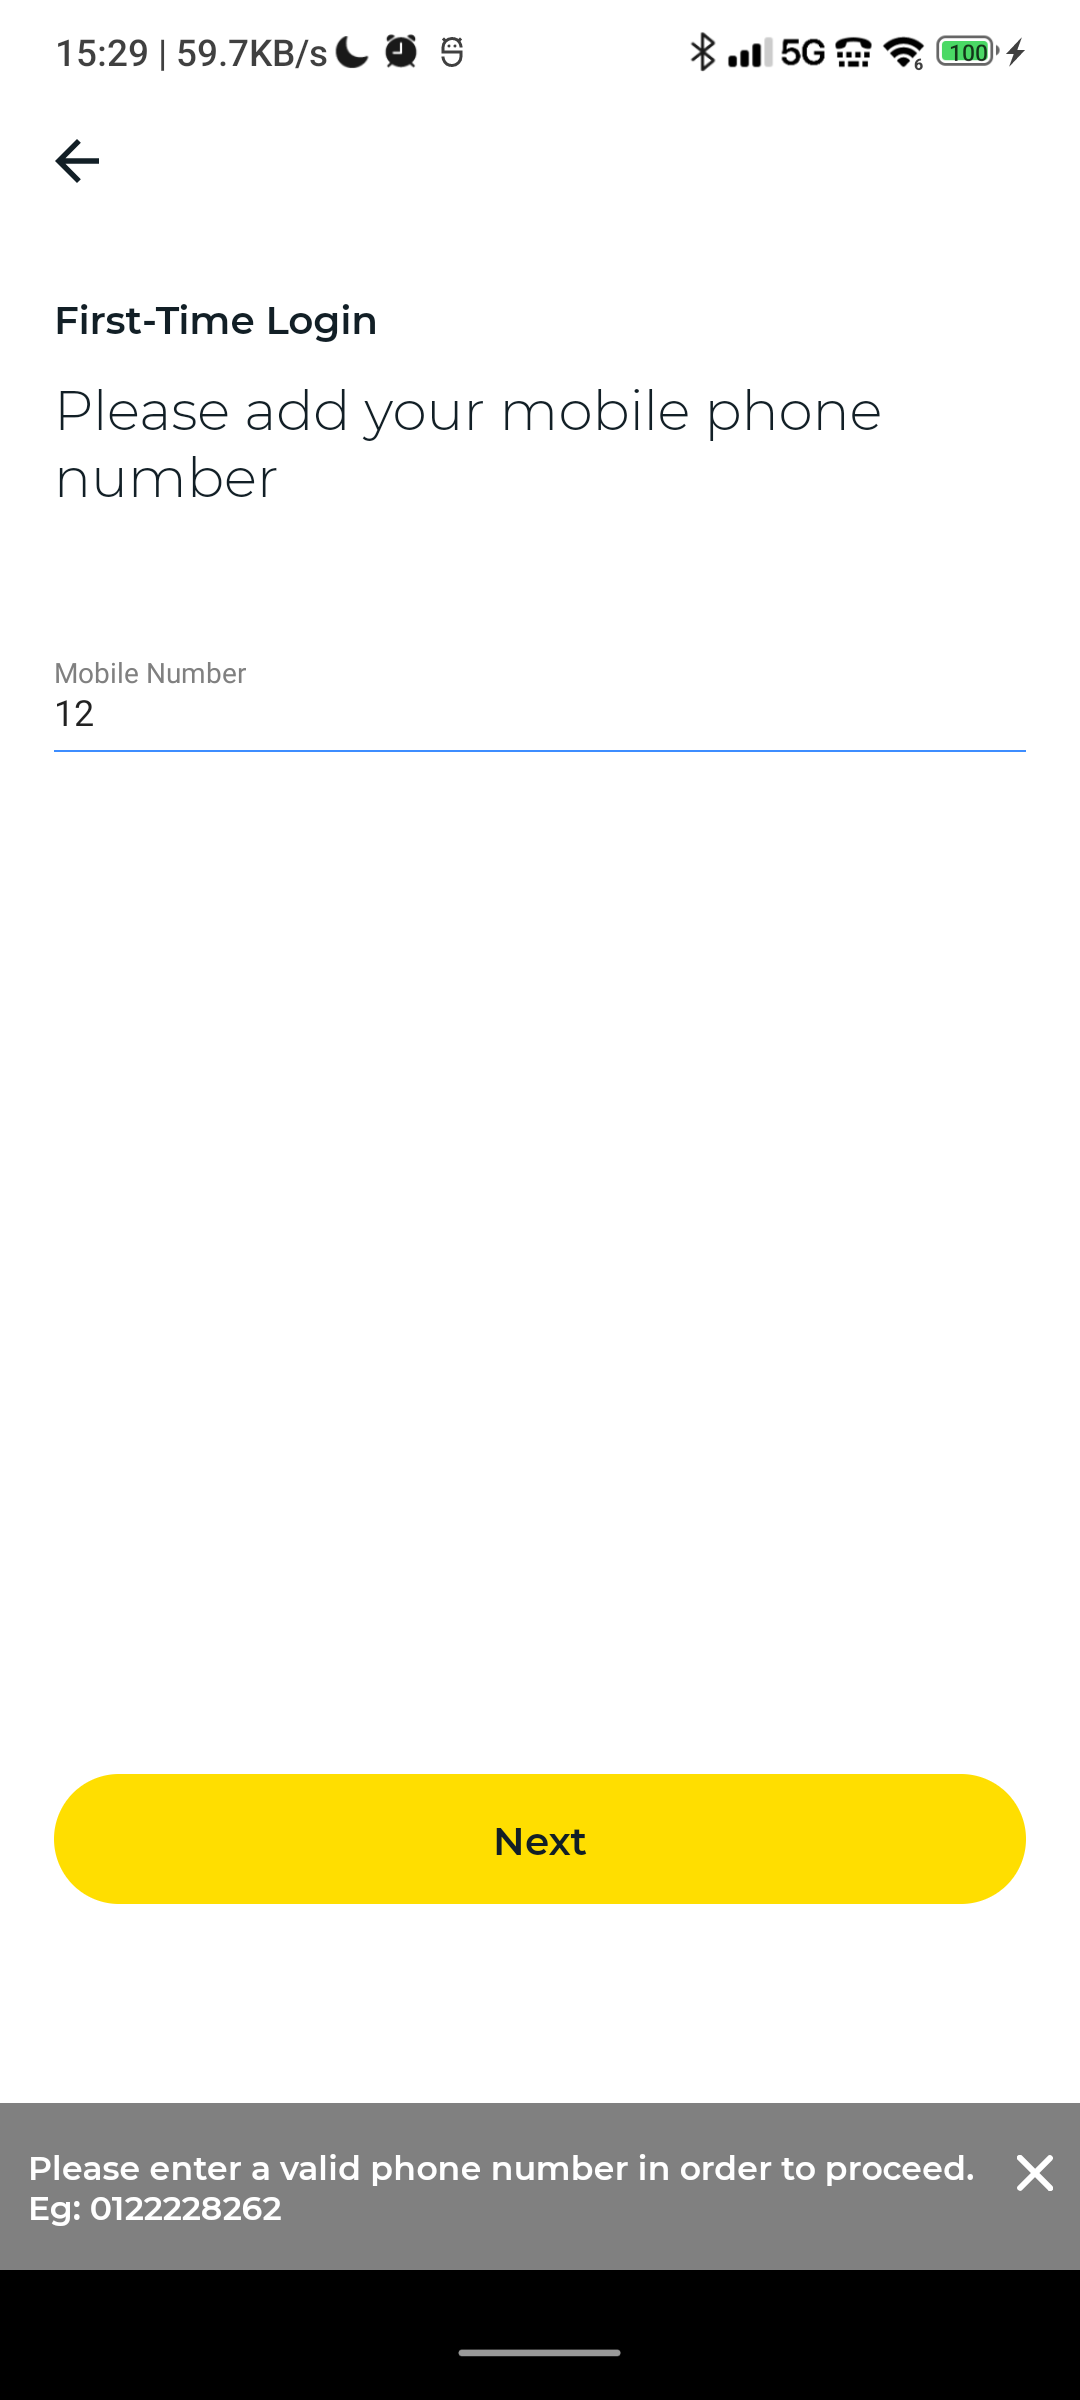 15:29 | 59.7KB/s 5G 6 100
First-Time Login
Please add your mobile phone
number
Mobile Number
12
Next
Please enter a valid phone number in order to proceed.
Eg: 0122228262